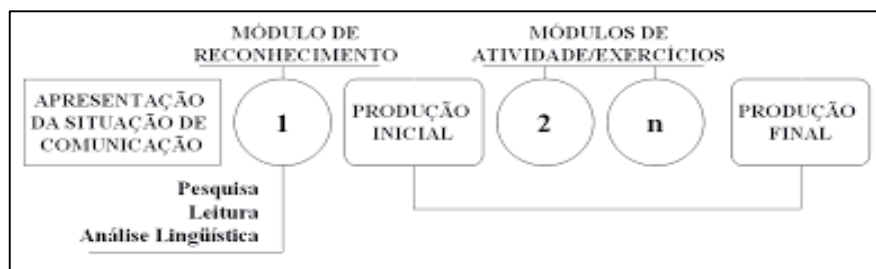 MÓDULO DE
RECONHECIMENTO
MÓDULOS DE
ATIVIDADE/EXERCÍCIOS
APRESENTAÇÃO
DA SITUAÇÃO DE
COMUNICAÇÃO
1
PRODUÇÃO
INICIAL
2
n
PRODUÇÃO
FINAL
Pesquisa
Leitura
Análise Lingüística